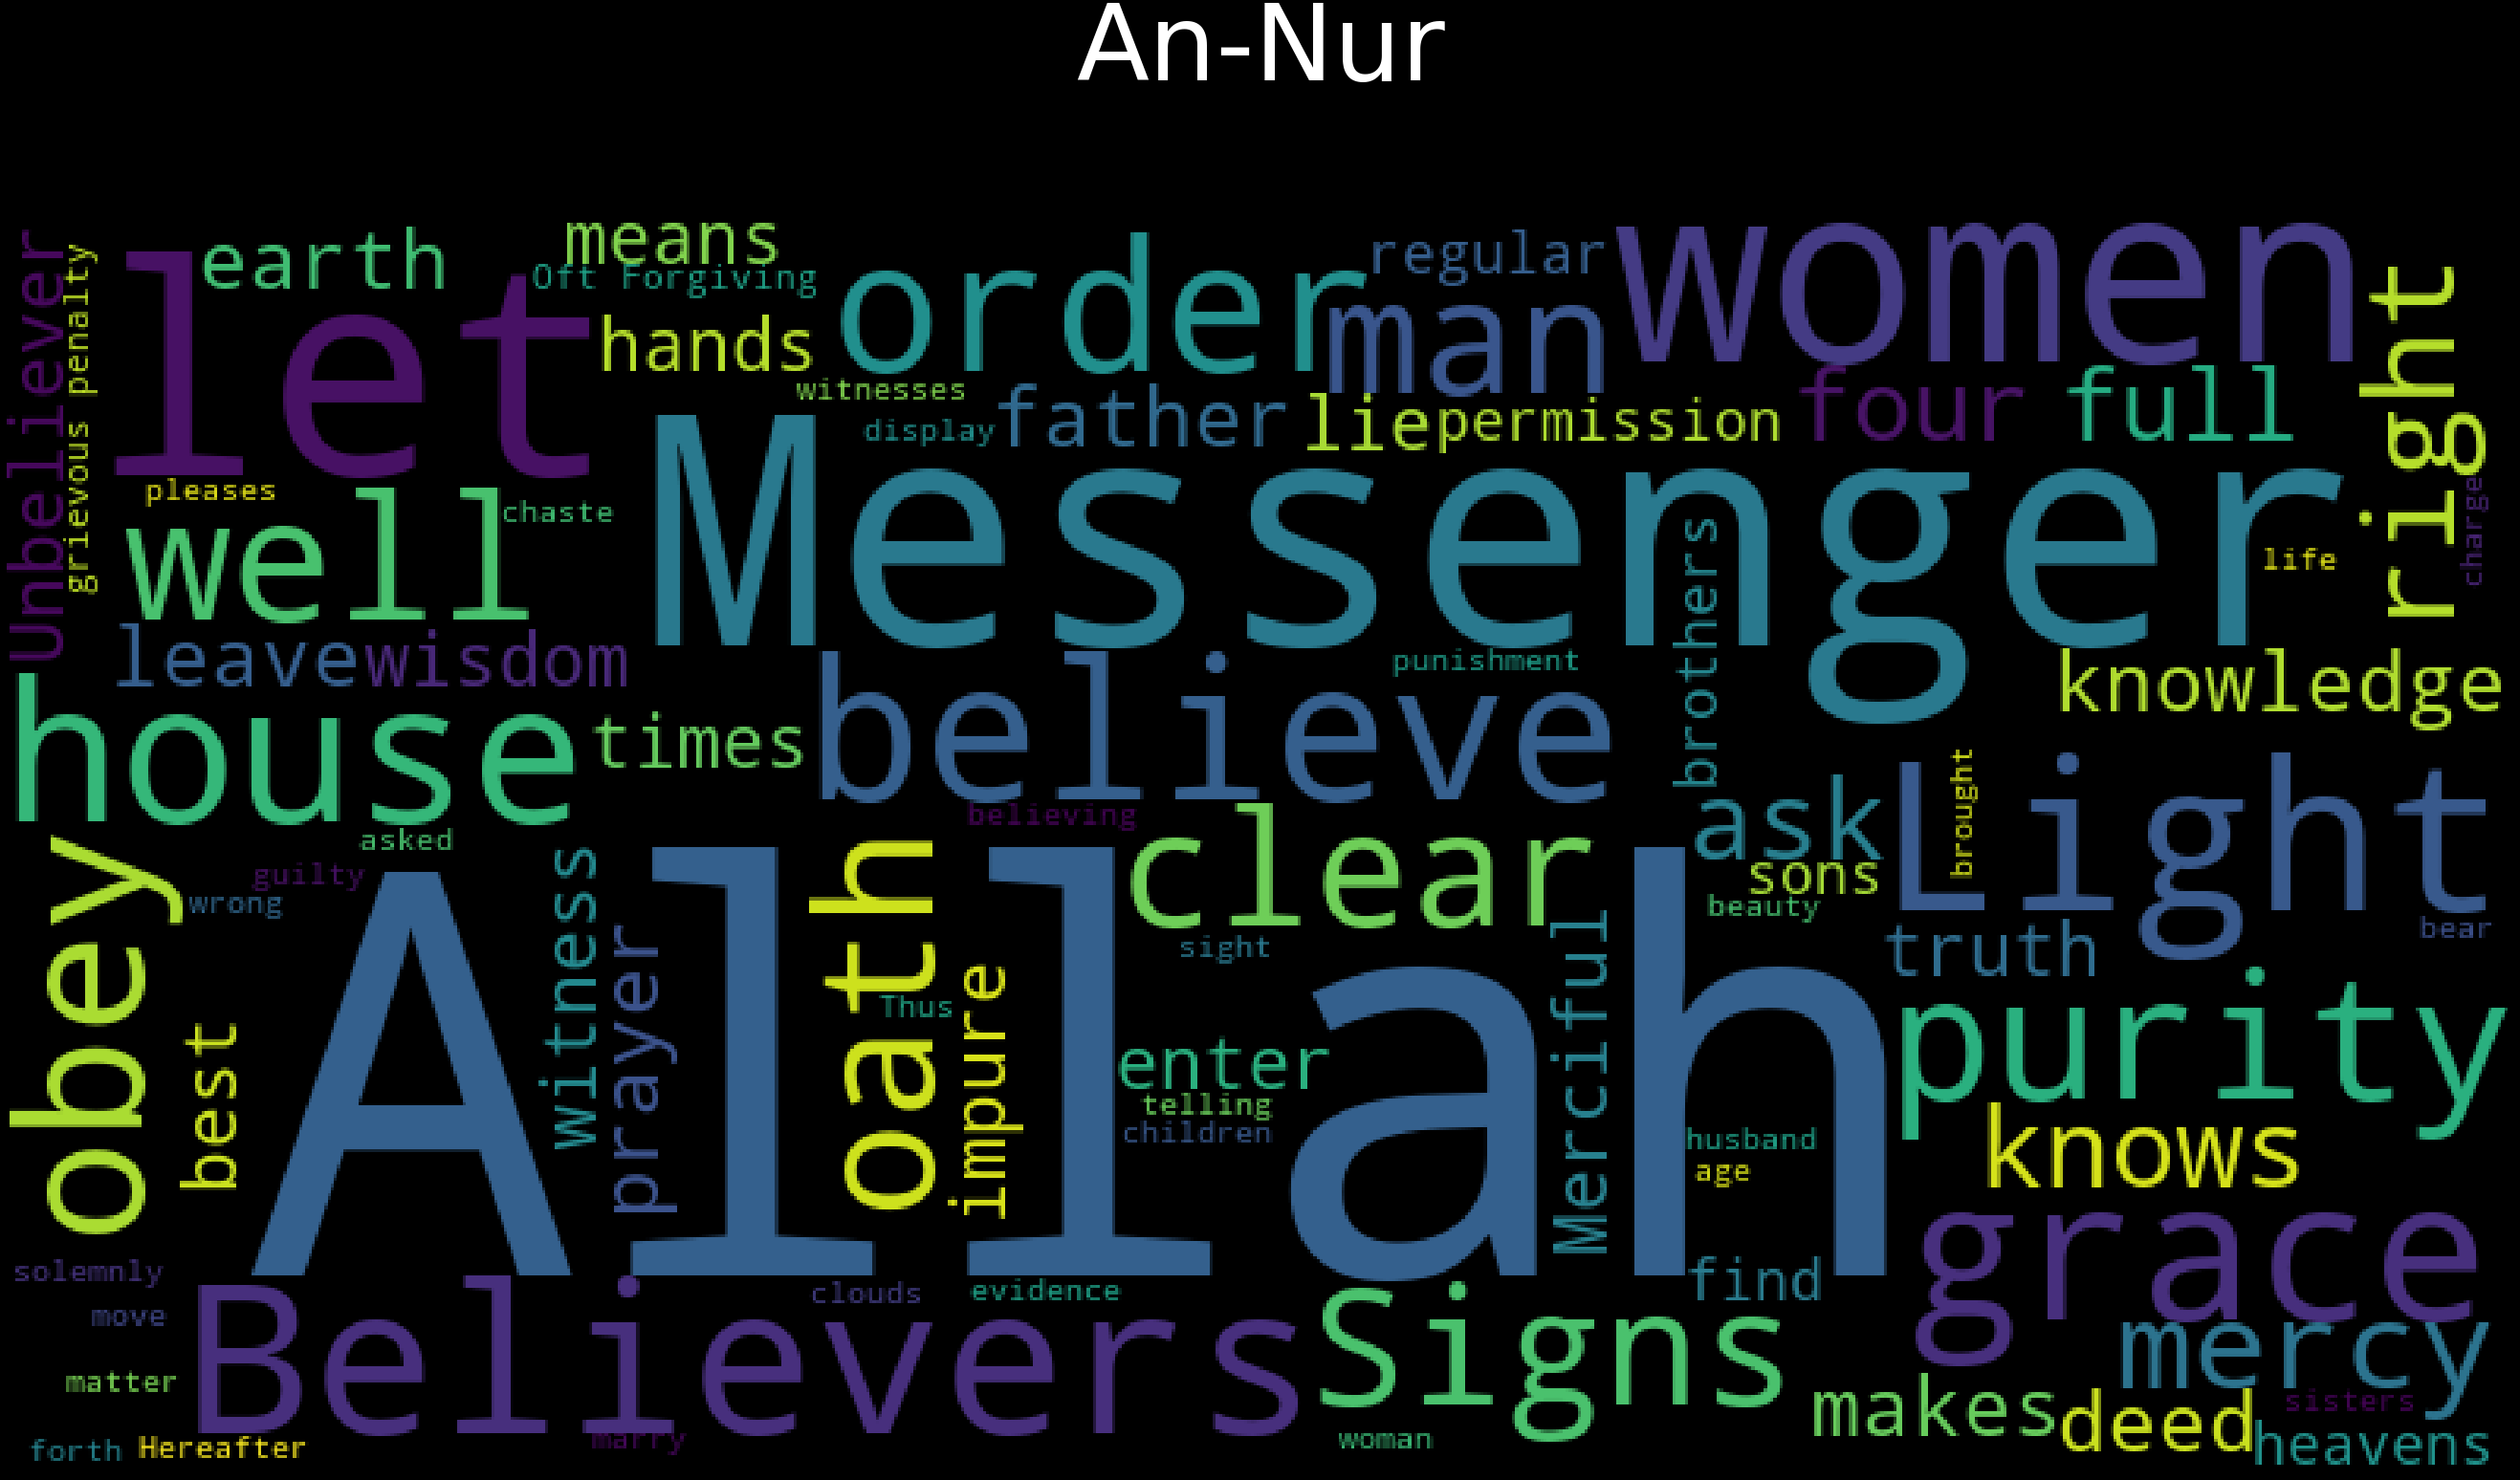 An-Nur
Unbeliever
grievous penalty
let
earth
means
Oft Forgiving
hands
order
regular
man
women
right
witnesses
display
father
lie
permission
four
full
pleases
well
chaste
Messenger
brothers
life
charge
leave
wisdom
punishment
knowledge
house
times
believe
believing
asked
clear
ask
brought
Light
sons
beauty
bear
obey
guilty
wrong
best
Allah
witness
prayer
oath
Thus
impure
sight
Merciful
truth
purity
enter
telling
children
husband
age
knows
solemnly
move
matter
Believers
clouds
evidence
Signs
find
grace
mercy
makes
deed
sisters
heavens
forth
Hereafter
marry
woman